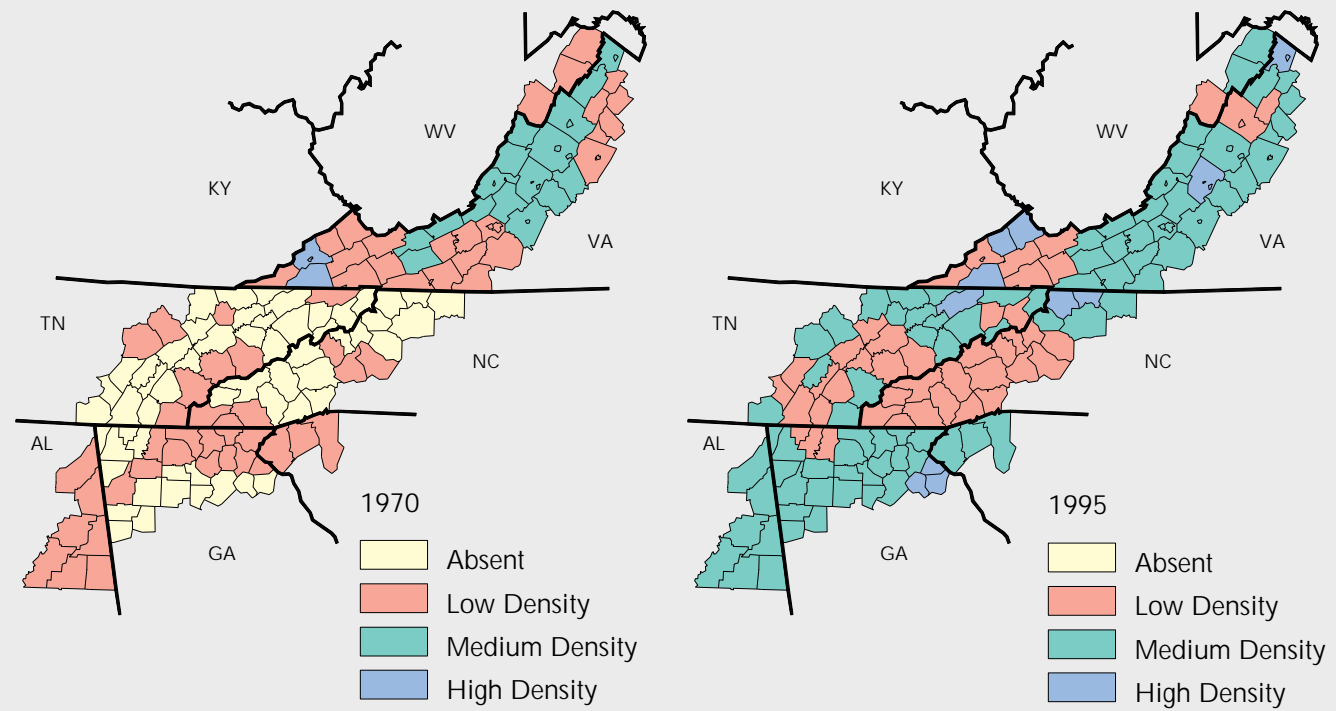 WV
KY
VA
TN
NC
AL
GA
1970
Absent
Low Density
Medium Density
High Density
WV
KY
VA
TN
NC
AL
GA
1995
Absent
Low Density
Medium Density
High Density